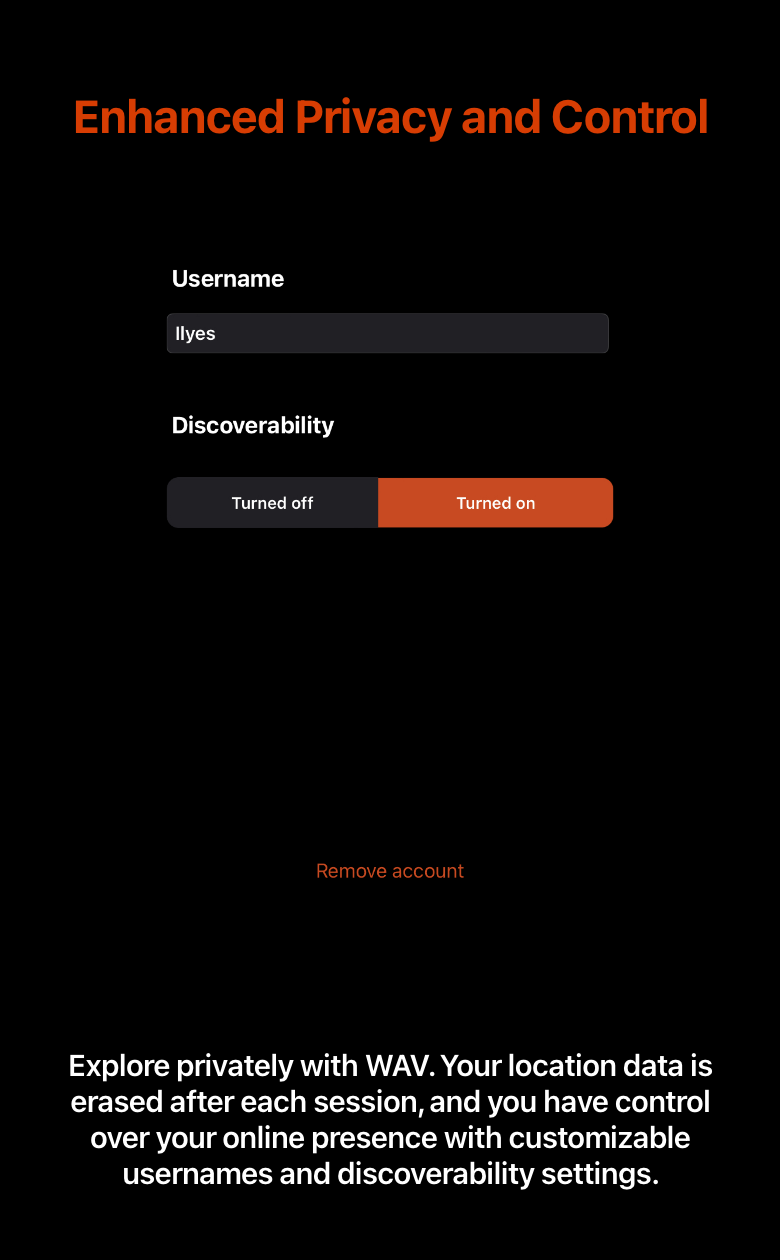 Enhanced Privacy and Control
Username
Ilyes
Discoverability
Turned off
Turned on
Remove account
Explore privately with WAV. Your location data is
erased after each session, and you have control
over your online presence with customizable
usernames and discoverability settings.